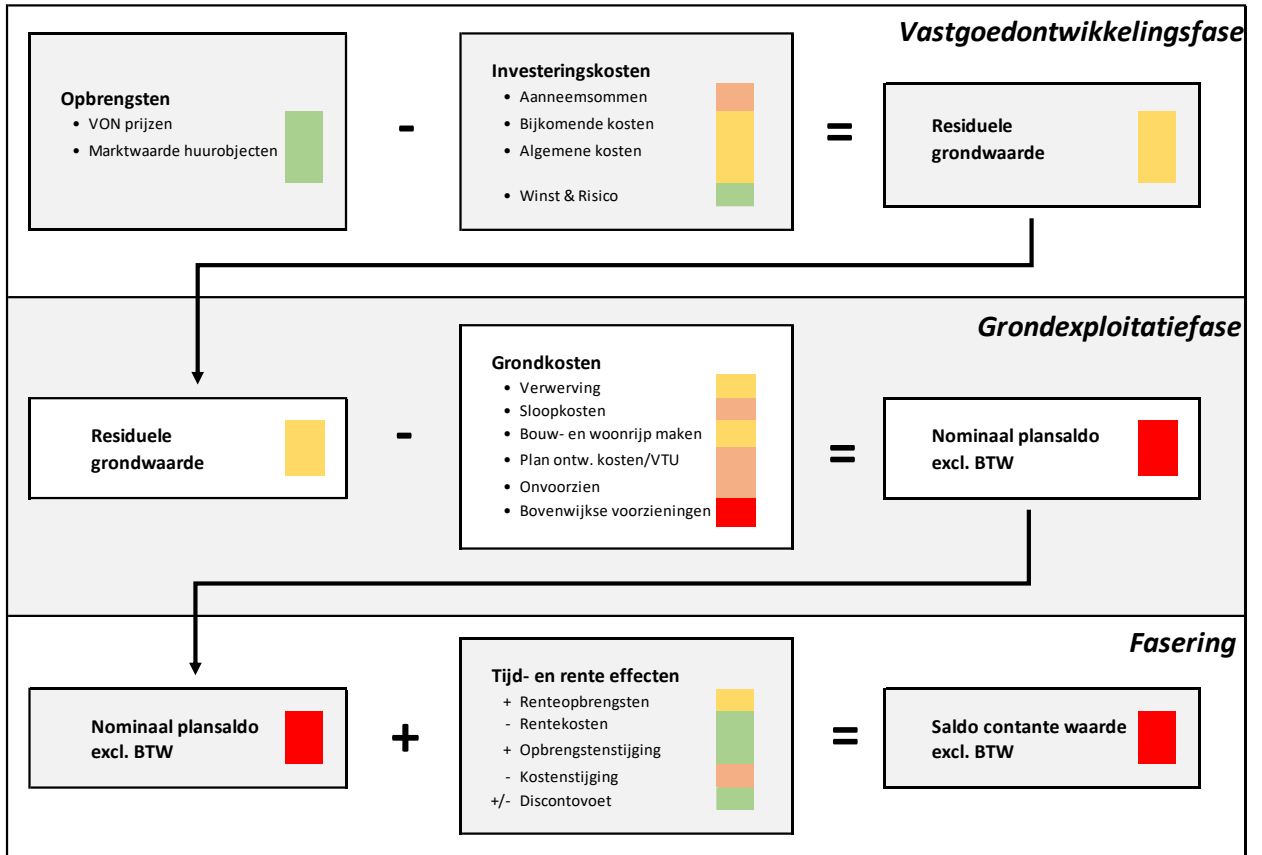 Vastgoedontwikkelingsfase
Opbrengsten
• VON prijzen
• Marktwaarde huurobjecten
-
Investeringskosten
• Aanneemsommen
• Bijkomende kosten
• Algemene kosten
• Winst & Risico
=
Residuele
grondwaarde
Grondexploitatiefase
Residuele
grondwaarde
-
Grondkosten
• Verwerving
• Sloopkosten
• Bouw- en woonrijp maken
• Plan ontw. kosten/VTU
• Onvoorzien
• Bovenwijkse voorzieningen
=
Nominaal plansaldo
excl. BTW
Fasering
Nominaal plansaldo
excl. BTW
+
Tijd- en rente effecten
+ Renteopbrengsten
- Rentekosten
+ Opbrengstenstijging
- Kostenstijging
+/- Discontovoet
=
Saldo contante waarde
excl. BTW